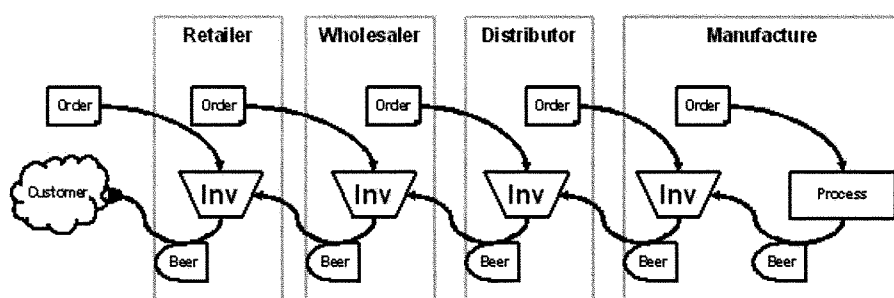 Retailer Wholesaler Distributor Manufacture
Order Order Order Order Order
Customer Inv Inv Inv Inv Process
Beer Beer Beer Beer Beer